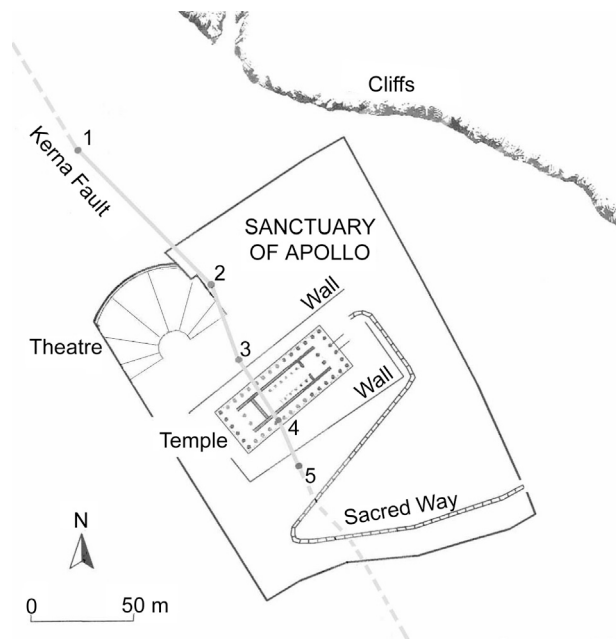 Cliffs
1
Kerna Fault
SANCTUARY
OF APOLLO
2
Wall
3
Theatre
Wall
4
Temple
5
Sacred Way
N
0 50 m